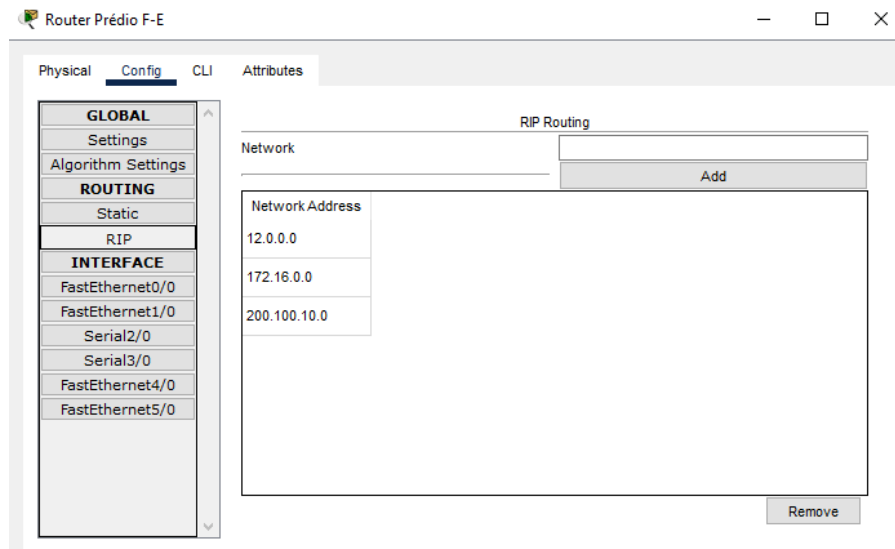 Router Prédio F-E
Physical Config CLI Attributes
GLOBAL
Settings
Algorithm Settings
ROUTING
Static
RIP
INTERFACE
FastEthernet0/0
FastEthernet1/0
Serial2/0
Serial3/0
FastEthernet4/0
FastEthernet5/0
RIP Routing
Network
Add
Network Address
12.0.0.0
172.16.0.0
200.100.10.0
Remove